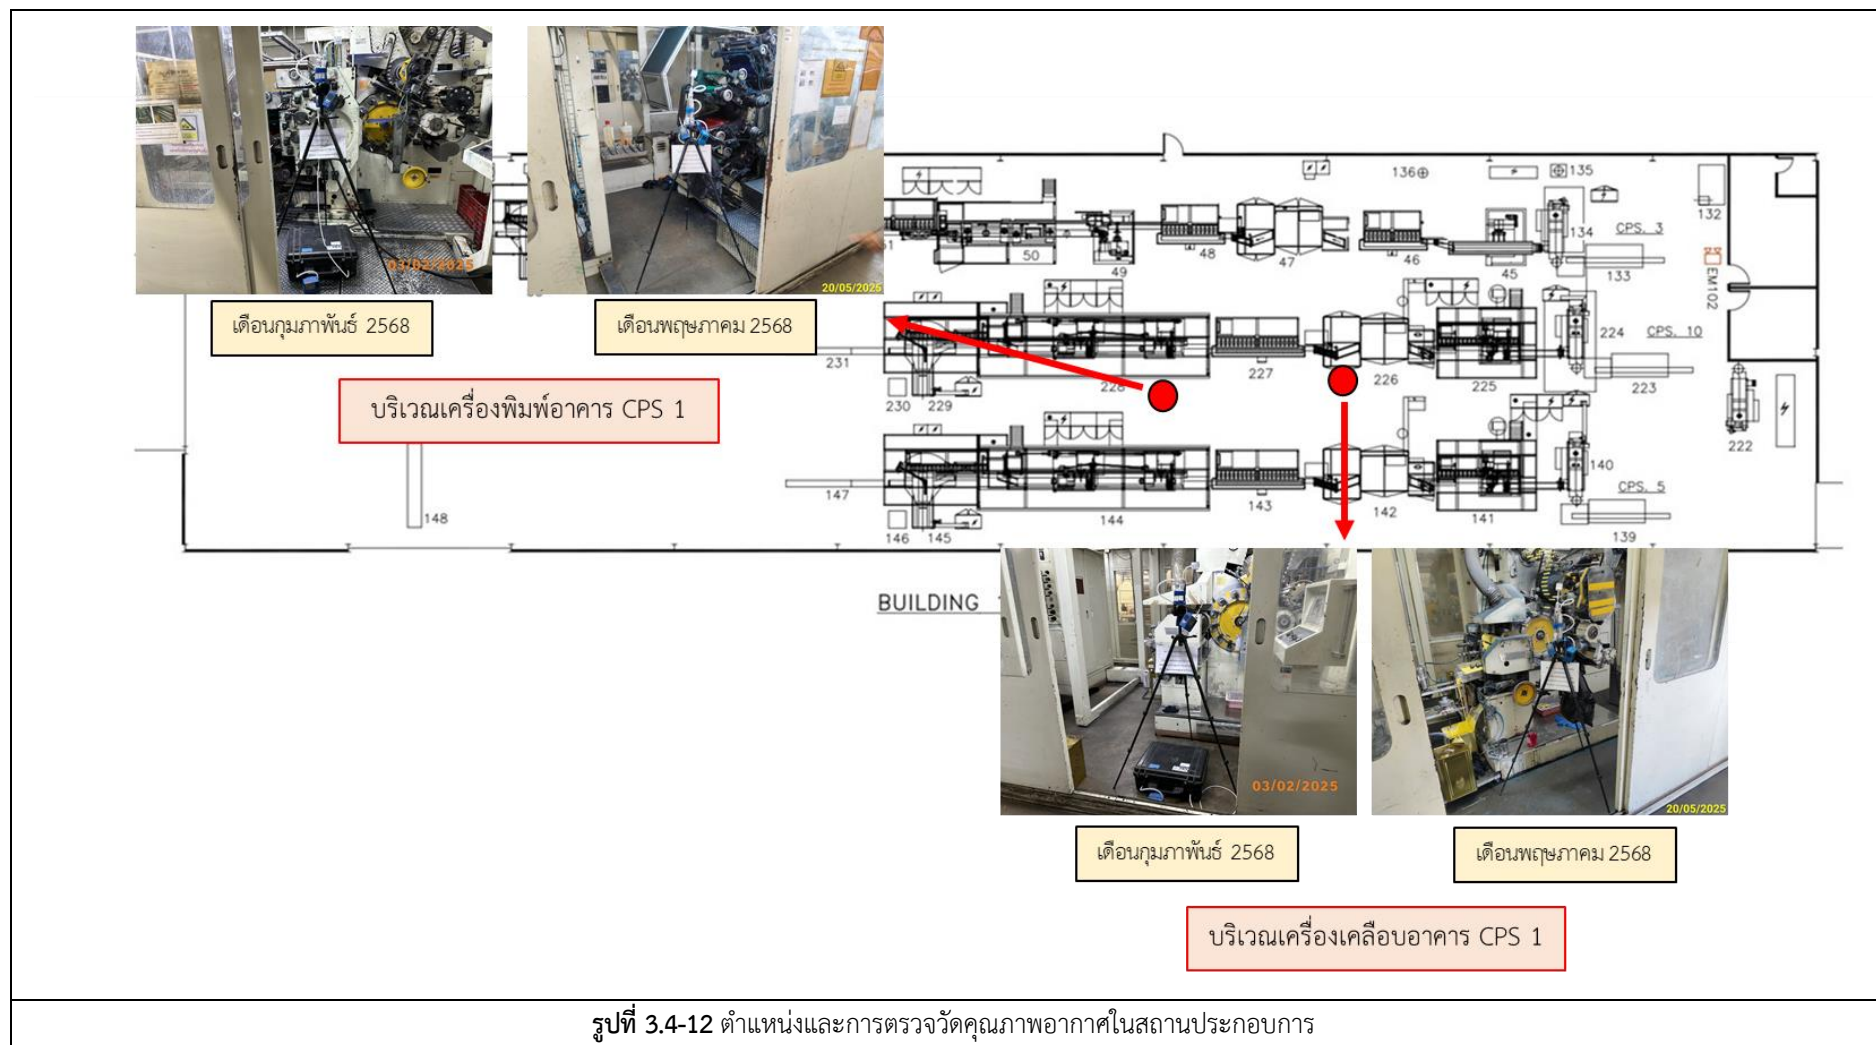 03/02/2025
20/05/2025
เดือนกุมภาพันธ์ 2568
เดือนพฤษภาคม 2568
บริเวณเครื่องพิมพ์อาคาร CPS 1
136
135
134
CPS. 3
133
132
50
49
48
47
46
45
EM102
231
230
229
228
227
226
225
224
CPS. 10
223
222
148
147
146
145
144
143
142
141
140
CPS. 5
139
BUILDING
03/02/2025
20/05/2025
เดือนกุมภาพันธ์ 2568
เดือนพฤษภาคม 2568
บริเวณเครื่องเคลือบอาคาร CPS 1
รูปที่ 3.4-12 ตำแหน่งและการตรวจวัดคุณภาพอากาศในสถานประกอบการ